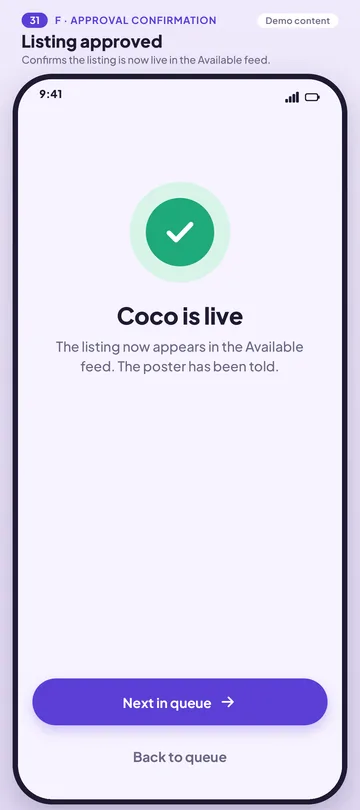 31 F · APPROVAL CONFIRMATION Demo content
Listing approved
Confirms the listing is now live in the Available feed.
9:41
Coco is live
The listing now appears in the Available
feed. The poster has been told.
Next in queue →
Back to queue